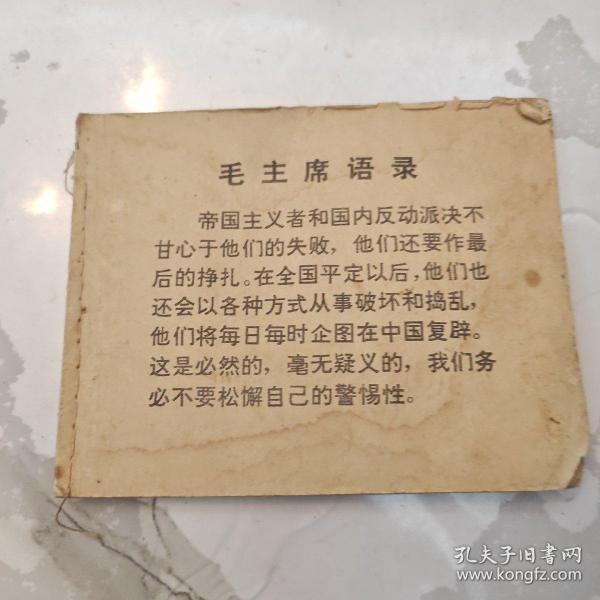 毛主席语录
帝国主义者和国内反动派决不
甘心于他们的失败，他们还要作最
后的挣扎。在全国平定以后，他们也
还会以各种方式从事破坏和捣乱，
他们将每日每时企图在中国复辟。
这是必然的，毫无疑义的，我们务
必不要松懈自己的警惕性。
孔夫子旧书网
www.kongfz.com